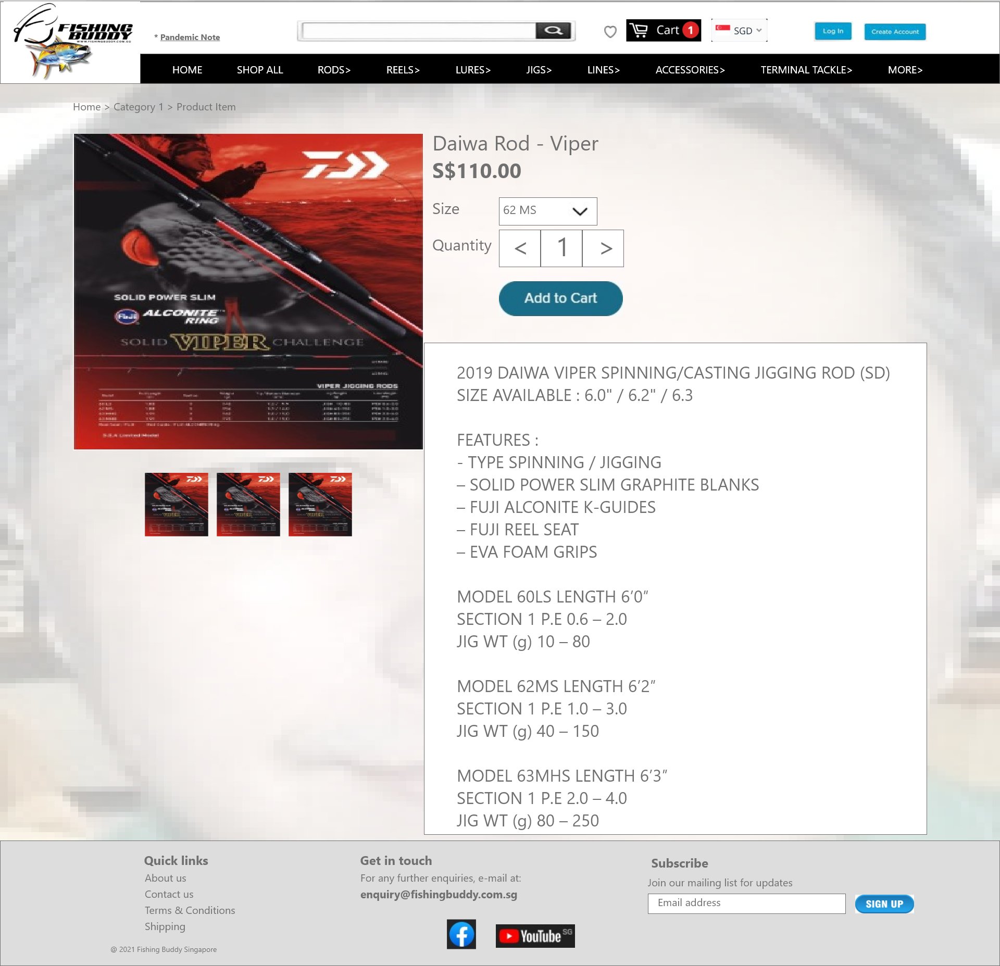 FISHING
BUDDY
WWW.FISHINGBUDDY.COM.SG
* Pandemic Note
Cart 1
SGD
Log In
Create Account
HOME
SHOP ALL
RODS>
REELS>
LURES>
JIGS>
LINES>
ACCESSORIES>
TERMINAL TACKLE>
MORE>
Home > Category 1 > Product Item
Daiwa Rod - Viper
S$110.00
Size
62 MS
Quantity
< 1 >
Add to Cart
SOLID POWER SLIM
Fuji ALCONITE™
RING
SOLID VIPER CHALLENGE
VIPER JIGGING RODS
S.E.A Limited Model
2019 DAIWA VIPER SPINNING/CASTING JIGGING ROD (SD)
SIZE AVAILABLE : 6.0" / 6.2" / 6.3
FEATURES :
- TYPE SPINNING / JIGGING
– SOLID POWER SLIM GRAPHITE BLANKS
– FUJI ALCONITE K-GUIDES
– FUJI REEL SEAT
– EVA FOAM GRIPS
MODEL 60LS LENGTH 6’0”
SECTION 1 P.E 0.6 – 2.0
JIG WT (g) 10 – 80
MODEL 62MS LENGTH 6’2”
SECTION 1 P.E 1.0 – 3.0
JIG WT (g) 40 – 150
MODEL 63MHS LENGTH 6’3”
SECTION 1 P.E 2.0 – 4.0
JIG WT (g) 80 – 250
Quick links
About us
Contact us
Terms & Conditions
Shipping
@ 2021 Fishing Buddy Singapore
Get in touch
For any further enquiries, e-mail at:
enquiry@fishingbuddy.com.sg
YouTube SG
Subscribe
Join our mailing list for updates
Email address
SIGN UP